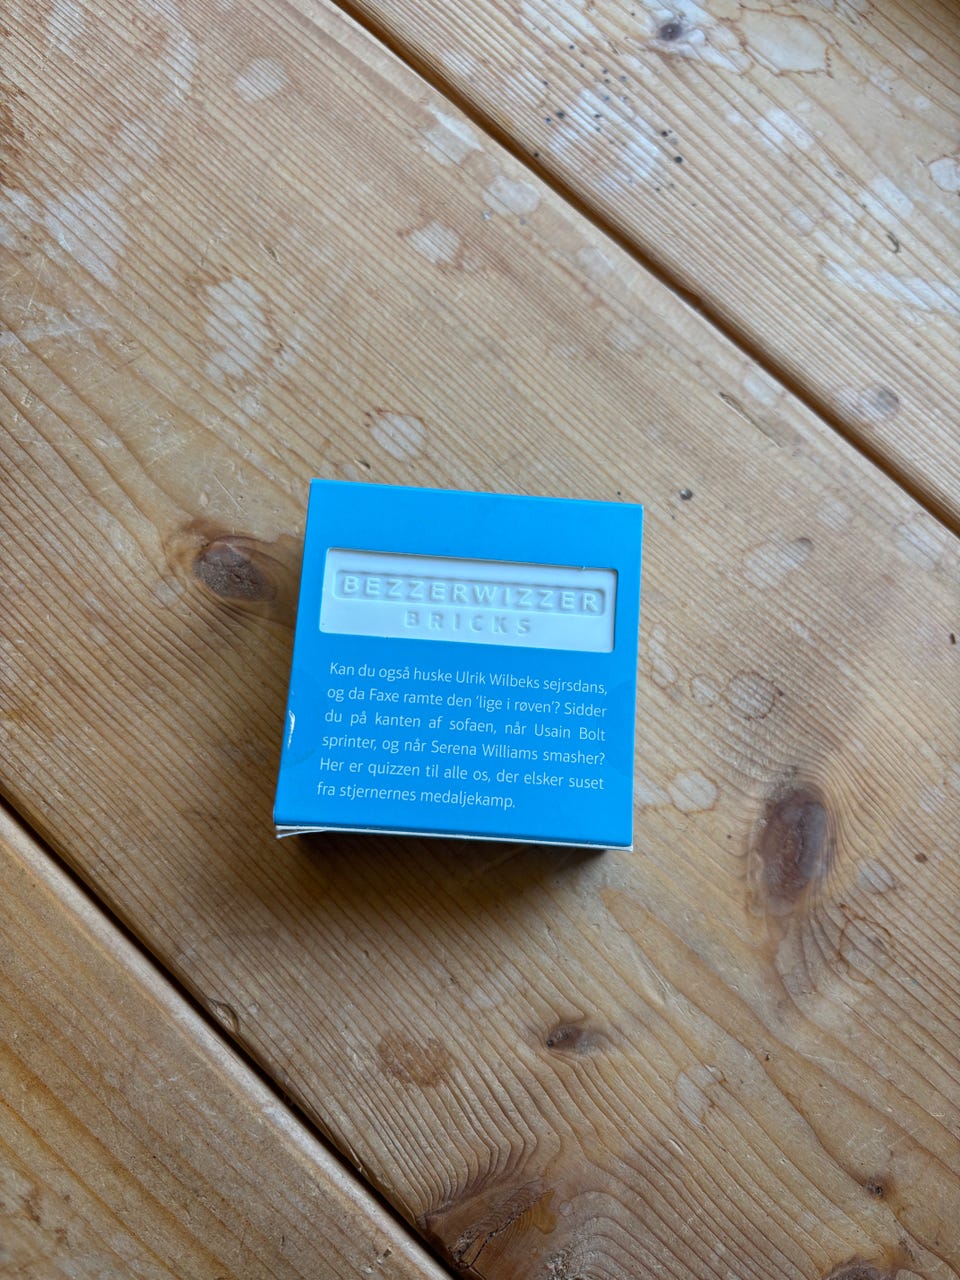 BEZZERWIZZER
BRICKS
Kan du også huske Ulrik Wilbeks sejrsdans,
og da Faxe ramte den ‘lige i røven’? Sidder
du på kanten af sofaen, når Usain Bolt
sprinter, og når Serena Williams smasher?
Her er quizzen til alle os, der elsker suset
fra stjernernes medaljekamp.